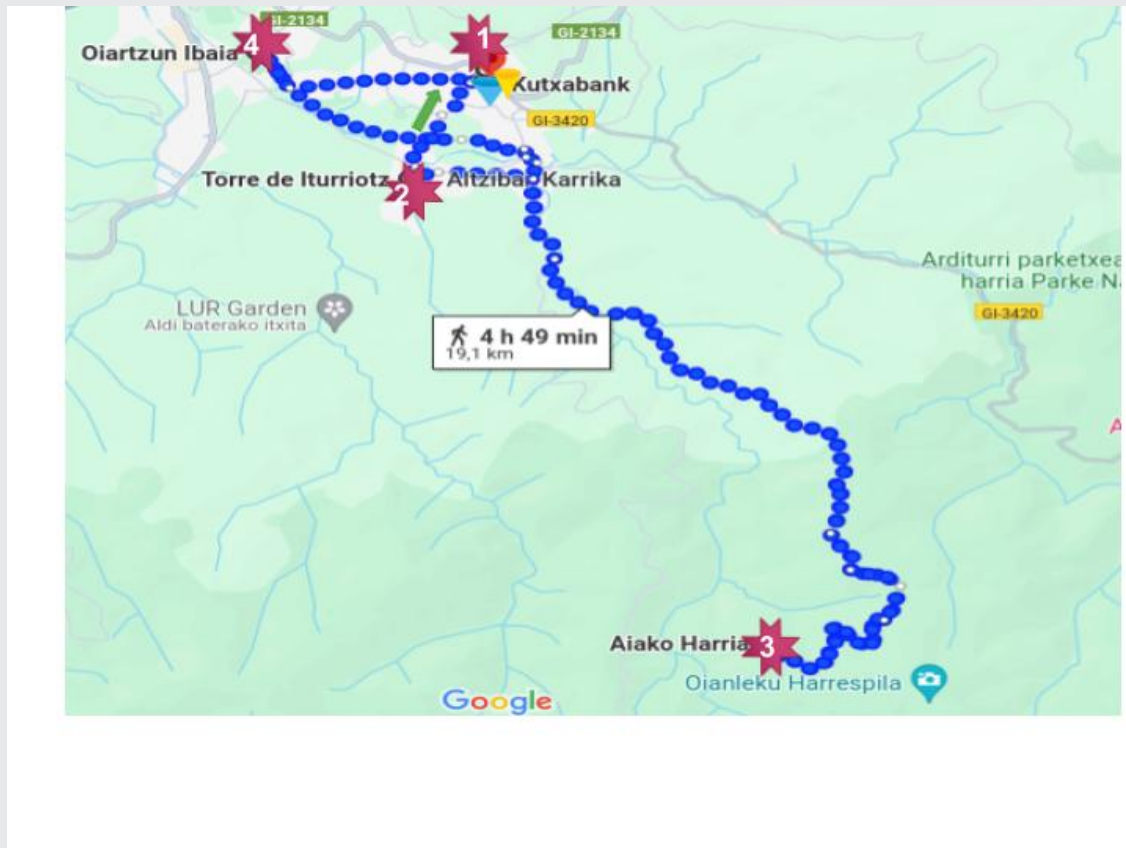 GI-2134
4
1
GI-2134
Oiartzun Ibaia
Kutxabank
GI-3420
Torre de Iturriotz
2
Altzibar Karrika
Arditurri parketxea
harria Parke Na
LUR Garden
Aldi baterako itxita
GI-3420
4 h 49 min
19,1 km
A
Aiako Harria
3
Oianleku Harrespila
Google